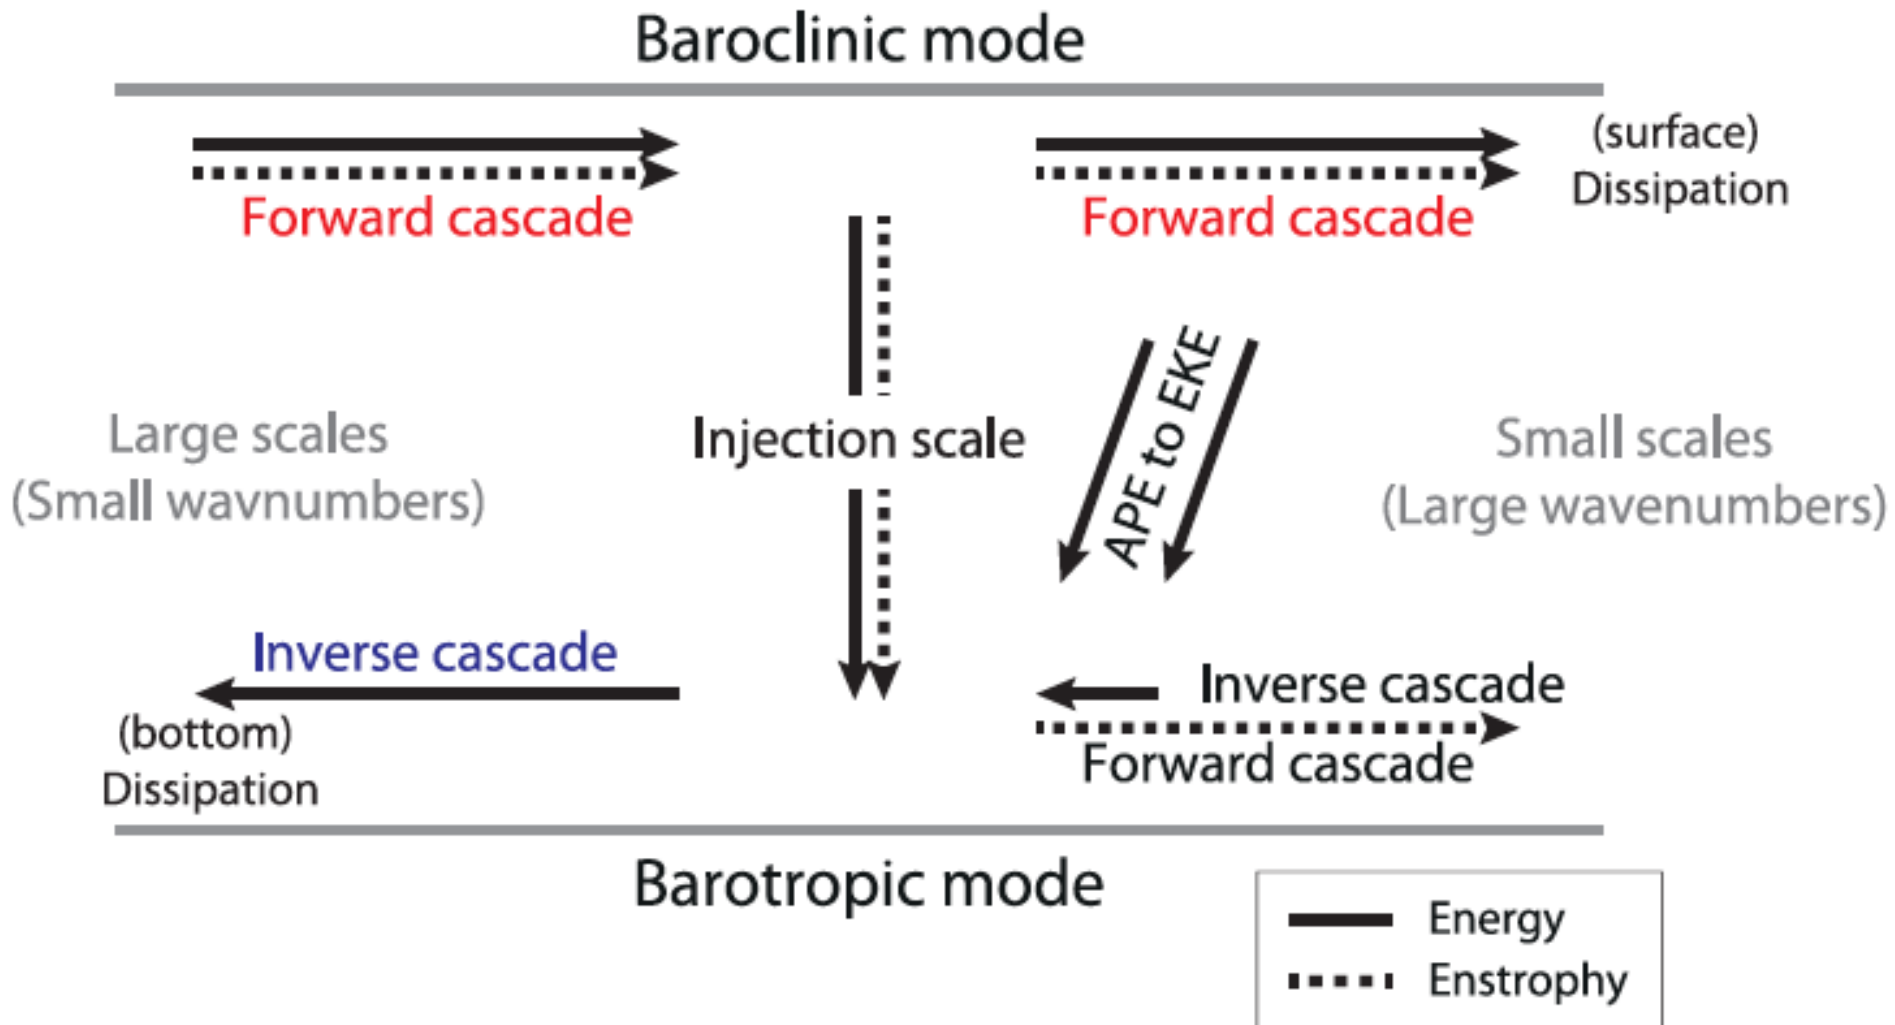 Baroclinic mode
(surface)
Dissipation
Forward cascade
Forward cascade
APE to EKE
Large scales
(Small wavnumbers)
Injection scale
Small scales
(Large wavenumbers)
Inverse cascade
Inverse cascade
(bottom)
Dissipation
Forward cascade
Barotropic mode
Energy
Enstrophy